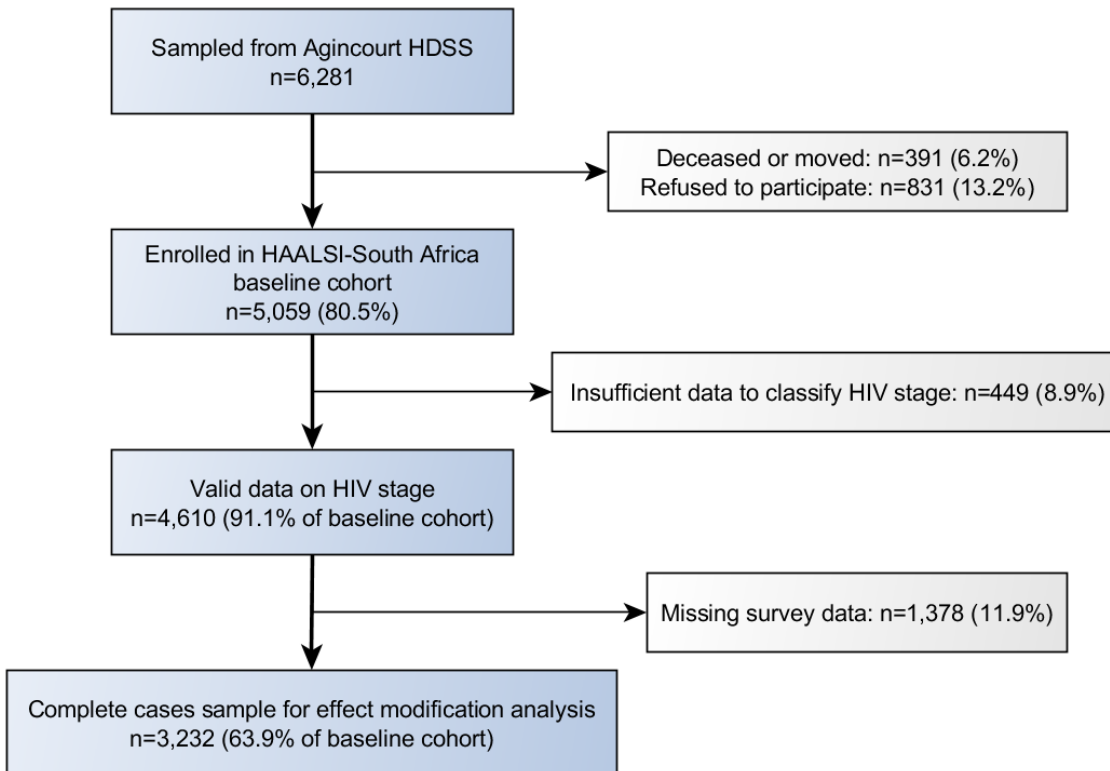 Sampled from Agincourt HDSS
n=6,281
Deceased or moved: n=391 (6.2%)
Refused to participate: n=831 (13.2%)
Enrolled in HAALSI-South Africa
baseline cohort
n=5,059 (80.5%)
Insufficient data to classify HIV stage: n=449 (8.9%)
Valid data on HIV stage
n=4,610 (91.1% of baseline cohort)
Missing survey data: n=1,378 (11.9%)
Complete cases sample for effect modification analysis
n=3,232 (63.9% of baseline cohort)